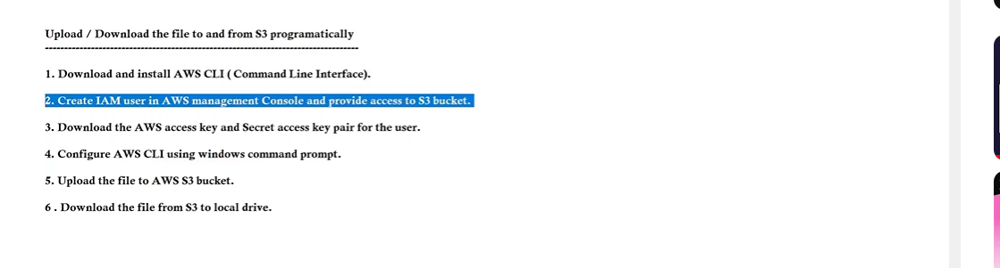 Upload / Download the file to and from S3 programatically
--------------------------------------------------------------------------------
1. Download and install AWS CLI ( Command Line Interface).
2. Create IAM user in AWS management Console and provide access to S3 bucket.
3. Download the AWS access key and Secret access key pair for the user.
4. Configure AWS CLI using windows command prompt.
5. Upload the file to AWS S3 bucket.
6 . Download the file from S3 to local drive.